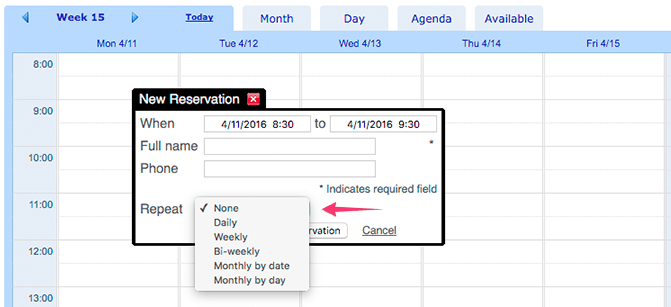 Week 15 Today Month Day Agenda Available
Mon 4/11 Tue 4/12 Wed 4/13 Thu 4/14 Fri 4/15
8:00
9:00
New Reservation
When 4/11/2016 8:30 to 4/11/2016 9:30
Full name *
10:00
Phone
* Indicates required field
11:00
Repeat ✓ None
Daily
Weekly
rvation Cancel
12:00
Bi-weekly
Monthly by date
Monthly by day
13:00